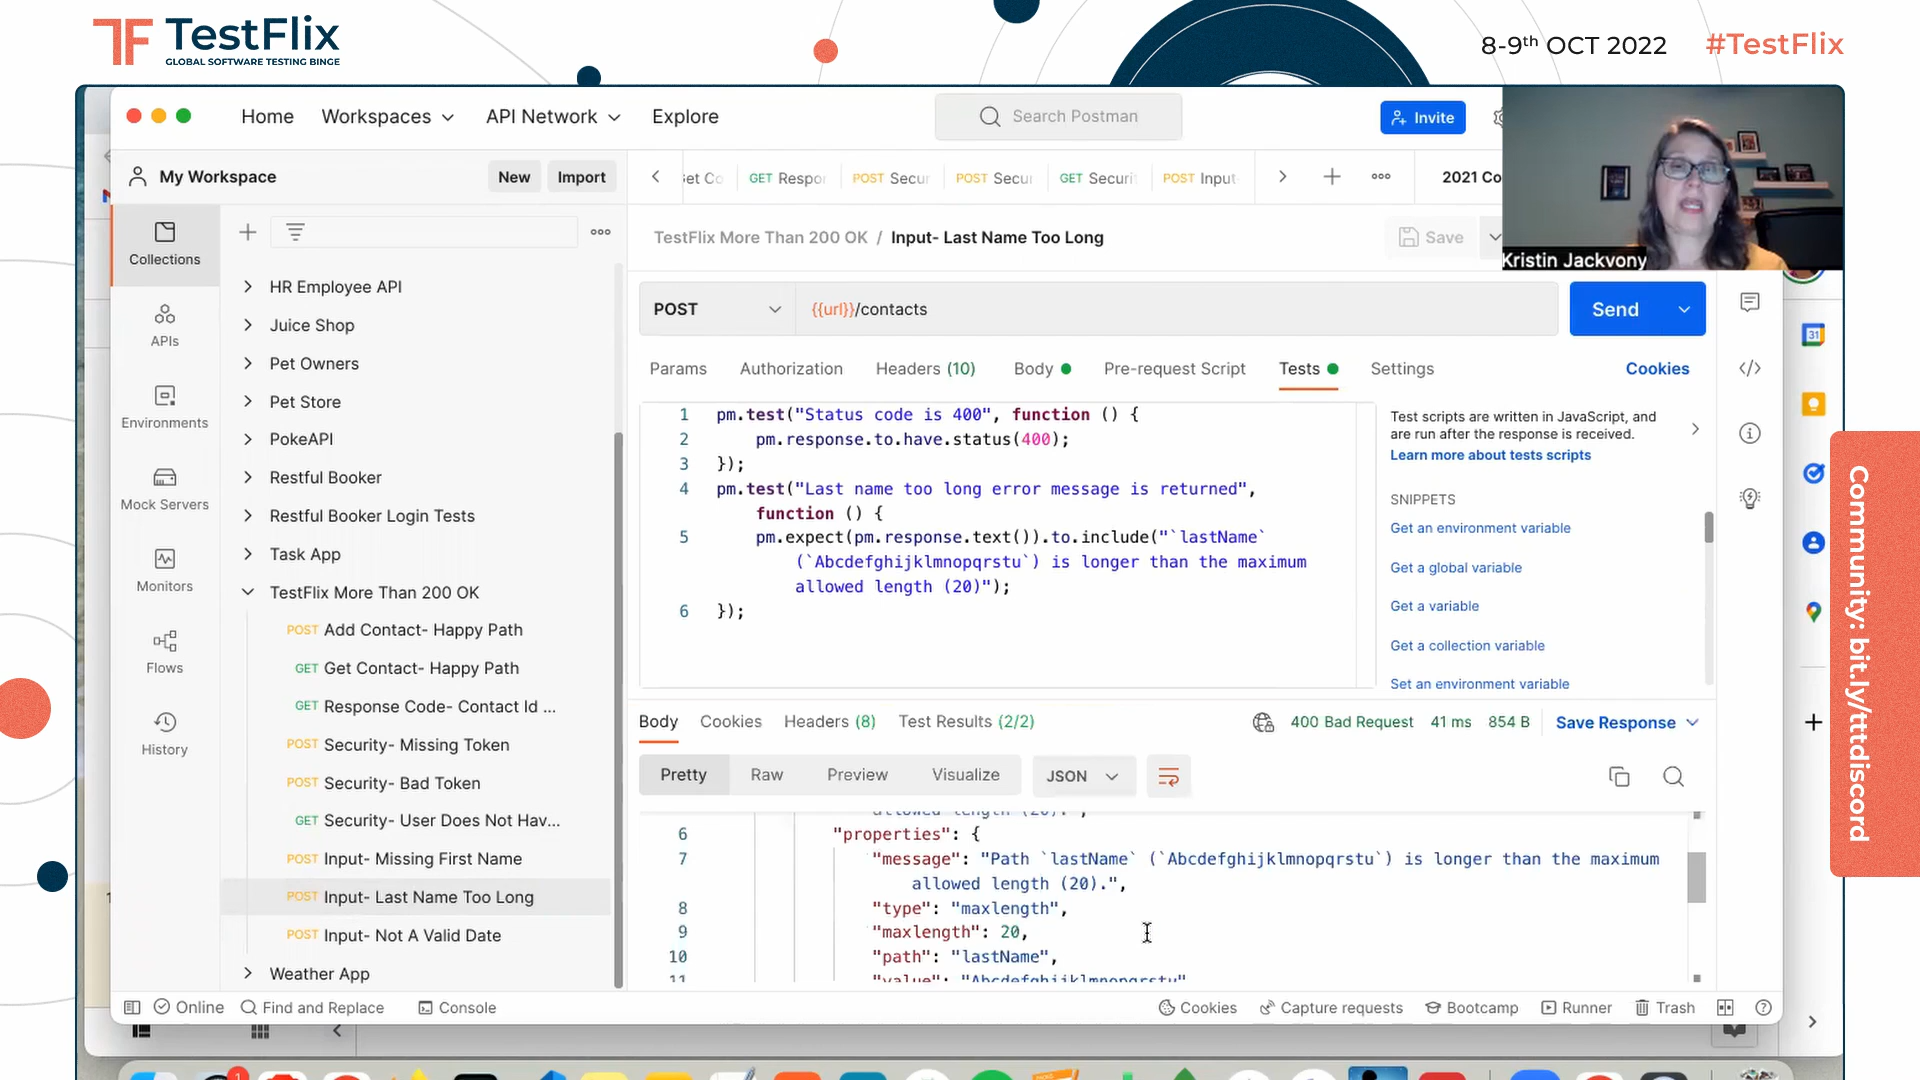 TestFlix
GLOBAL SOFTWARE TESTING BINGE
8-9th OCT 2022
#TestFlix
Home
Workspaces
API Network
Explore
Search Postman
Invite
My Workspace
New
Import
GET Respo
POST Secur
POST Secu
GET Securi
POST Input-
2021 Co
Kristin Jackvony
Collections
APIs
Environments
Mock Servers
Monitors
Flows
History
HR Employee API
Juice Shop
Pet Owners
Pet Store
PokeAPI
Restful Booker
Restful Booker Login Tests
Task App
TestFlix More Than 200 OK
POST Add Contact- Happy Path
GET Get Contact- Happy Path
GET Response Code- Contact Id ...
POST Security- Missing Token
POST Security- Bad Token
GET Security- User Does Not Hav...
POST Input- Missing First Name
POST Input- Last Name Too Long
POST Input- Not A Valid Date
Weather App
TestFlix More Than 200 OK / Input- Last Name Too Long
Save
POST
{{url}}/contacts
Send
Params
Authorization
Headers (10)
Body
Pre-request Script
Tests
Settings
Cookies
1 pm.test("Status code is 400", function () {
2 pm.response.to.have.status(400);
3 });
4 pm.test("Last name too long error message is returned",
function () {
5 pm.expect(pm.response.text()).to.include("`lastName`
(`Abcdefghijklmnopqrstu`) is longer than the maximum
allowed length (20)");
6 });
Test scripts are written in JavaScript, and
are run after the response is received.
Learn more about tests scripts
SNIPPETS
Get an environment variable
Get a global variable
Get a variable
Get a collection variable
Set an environment variable
Body
Cookies
Headers (8)
Test Results (2/2)
400 Bad Request
41 ms
854 B
Save Response
Pretty
Raw
Preview
Visualize
JSON
allowed length (20).",
6 "properties": {
7 "message": "Path `lastName` (`Abcdefghijklmnopqrstu`) is longer than the maximum
allowed length (20).",
8 "type": "maxlength",
9 "maxlength": 20,
10 "path": "lastName",
11 "value": "Abcdefghijklmnopqrstu"
Online
Find and Replace
Console
Cookies
Capture requests
Bootcamp
Runner
Trash
31
1
Community: bit.ly/tttdiscord